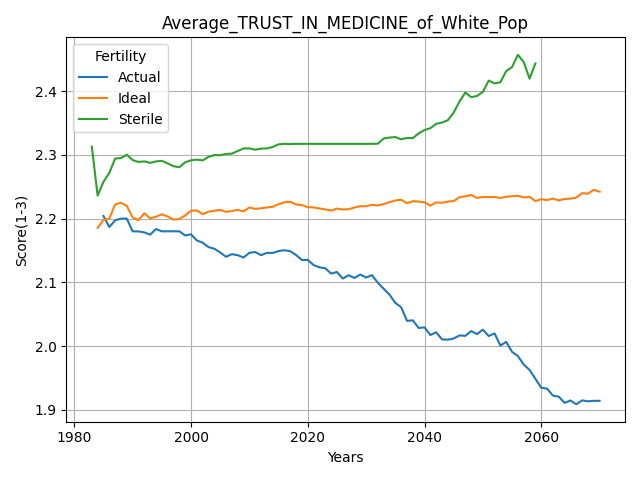 Average_TRUST_IN_MEDICINE_of_White_Pop
Fertility
Actual
Ideal
Sterile
Score(1-3)
2.4
2.3
2.2
2.1
2.0
1.9
1980
2000
2020
2040
2060
Years